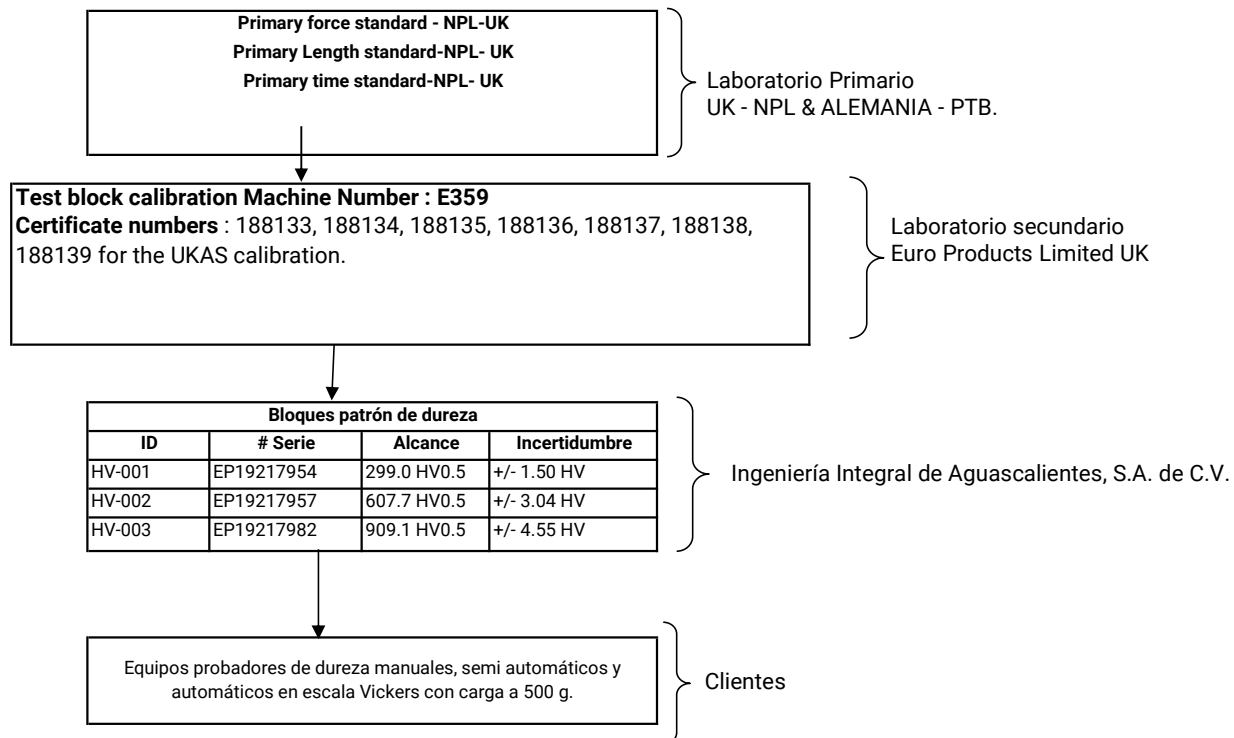 Primary force standard - NPL-UK
Primary Length standard-NPL- UK
Primary time standard-NPL- UK
Laboratorio Primario
UK - NPL & ALEMANIA - PTB.
Test block calibration Machine Number : E359
Certificate numbers : 188133, 188134, 188135, 188136, 188137, 188138,
188139 for the UKAS calibration.
Laboratorio secundario
Euro Products Limited UK
Bloques patrón de dureza
ID # Serie Alcance Incertidumbre
HV-001 EP19217954 299.0 HV0.5 +/- 1.50 HV
HV-002 EP19217957 607.7 HV0.5 +/- 3.04 HV
HV-003 EP19217982 909.1 HV0.5 +/- 4.55 HV
Ingeniería Integral de Aguascalientes, S.A. de C.V.
Equipos probadores de dureza manuales, semi automáticos y
automáticos en escala Vickers con carga a 500 g.
Clientes